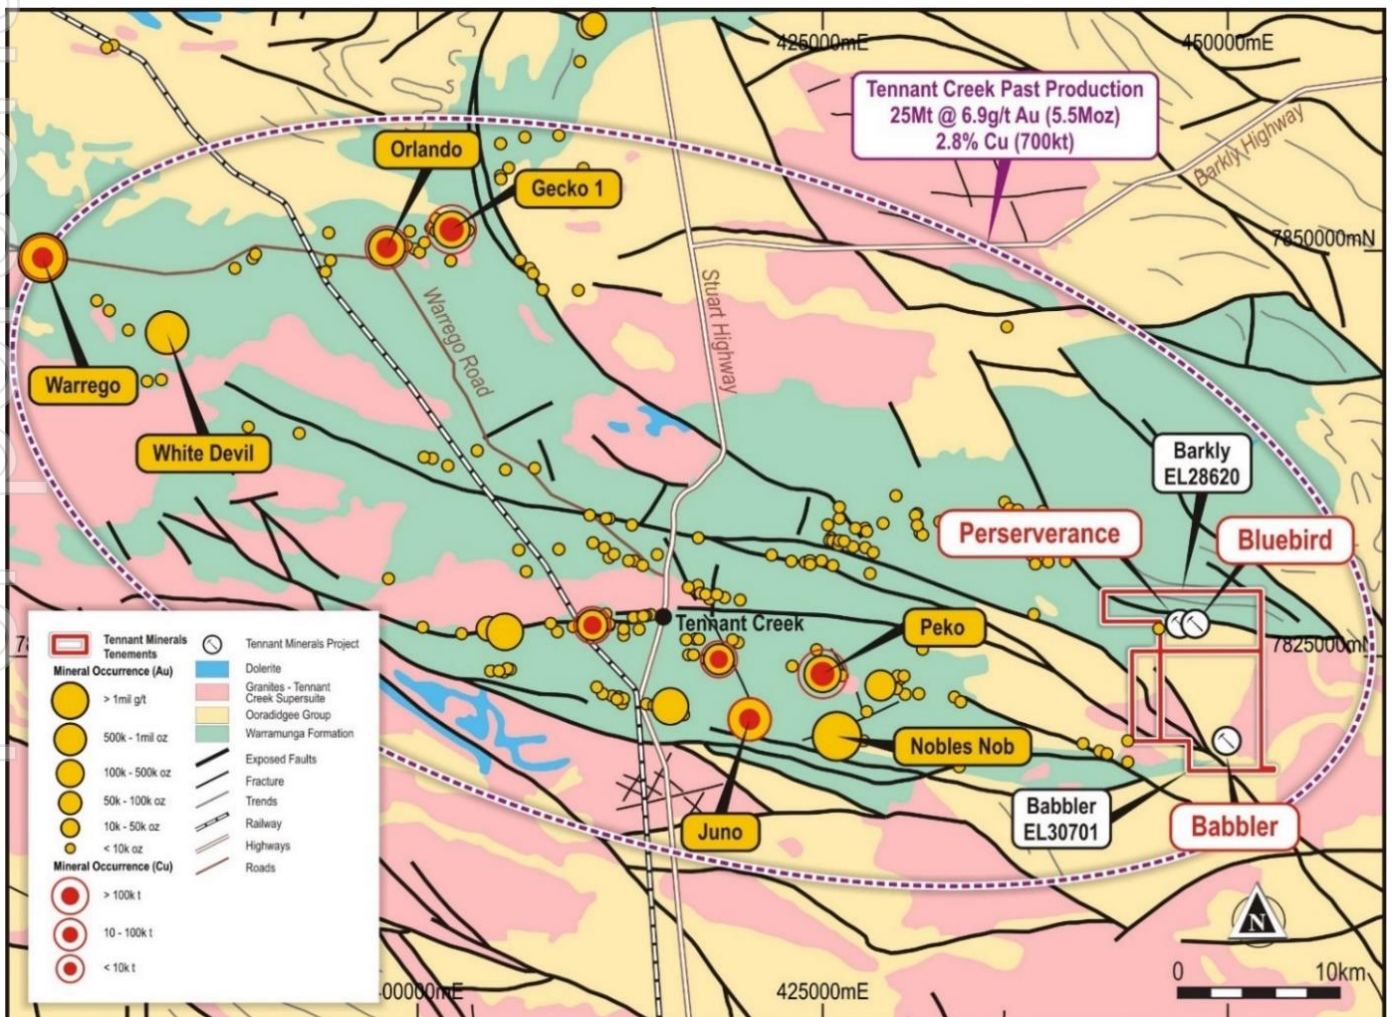 425000mE
450000mE
Tennant Creek Past Production
25Mt @ 6.9g/t Au (5.5Moz)
2.8% Cu (700kt)
Barkly Highway
Orlando
Gecko 1
7850000mN
Stuart Highway
Warrego Road
Warrego
White Devil
Barkly
EL28620
Perserverance
Bluebird
Tennant Creek
Peko
7825000mN
Nobles Nob
Juno
Babbler
EL30701
Babbler
Tennant Minerals
Tenements
Mineral Occurrence (Au)
> 1mil g/t
500k - 1mil oz
100k - 500k oz
50k - 100k oz
10k - 50k oz
< 10k oz
Mineral Occurrence (Cu)
> 100k t
10 - 100k t
< 10k t
Tennant Minerals Project
Dolerite
Granites - Tennant
Creek Supersuite
Ooradidgee Group
Warramunga Formation
Exposed Faults
Fracture
Trends
Railway
Highways
Roads
N
0 10km
00000mE
425000mE